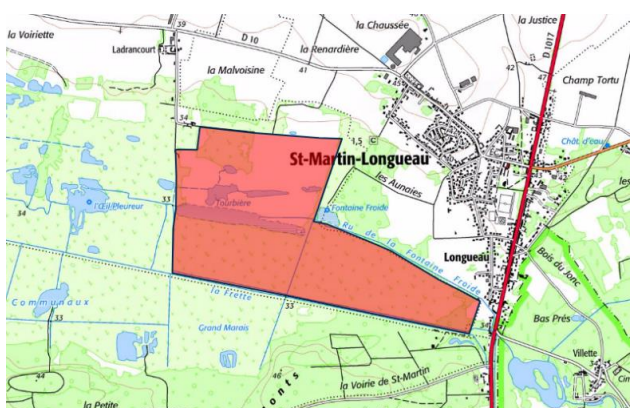 la Voiriette
39
D 10
la Chaussée
la Justice
Ladrancourt
la Renardière
41
D 1017
42
47
la Malvoisine
Champ Tortu
34
1,5
C
St-Martin-Longueau
Chât. d'eau
les Aunaies
l'Œil Pleureur
Tourbière
Fontaine Froide
33
Ru de la Fontaine Froide
Longueau
Bois du Jonc
la Frette
Communaux
33
33
Grand Marais
34
Bas Prés
Villette
44
46
la Voirie de St-Martin
Cim
la Petite
onts